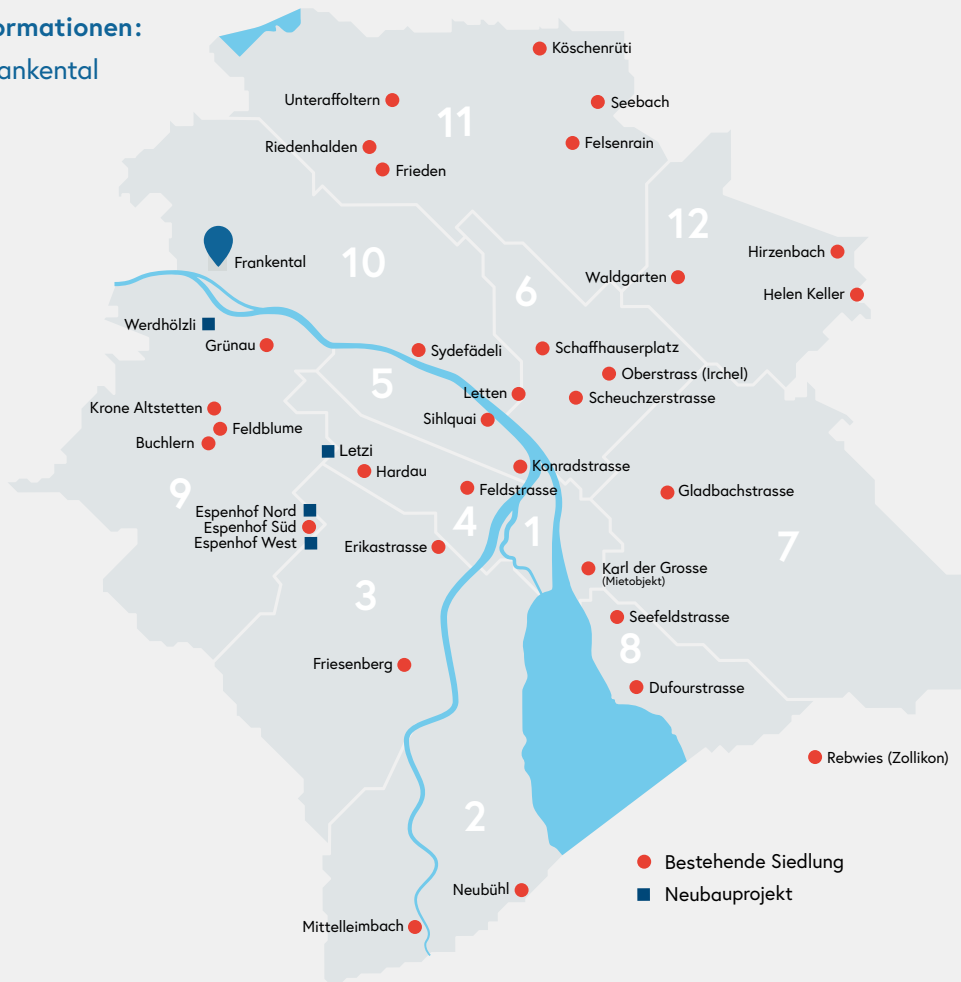 ormationen:
ankental
Köschenrüti
Unteraffoltern
Seebach
11
Felsenrain
Riedenhalden
Frieden
12
Hirzenbach
Frankental
10
Waldgarten
6
Helen Keller
Werdhölzli
Grünau
Sydefädeli
Schaffhauserplatz
Oberstrass (Irchel)
5
Letten
Scheuchzerstrasse
Krone Altstetten
Sihlquai
Feldblume
Buchlern
Letzi
Konradstrasse
Hardau
9
Feldstrasse
Gladbachstrasse
Espenhof Nord
4
Espenhof Süd
1
Espenhof West
Erikastrasse
7
Karl der Grosse
(Mietobjekt)
3
Seefeldstrasse
8
Friesenberg
Dufourstrasse
Rebwies (Zollikon)
2
Bestehende Siedlung
Neubühl
Neubauprojekt
Mittelleimbach